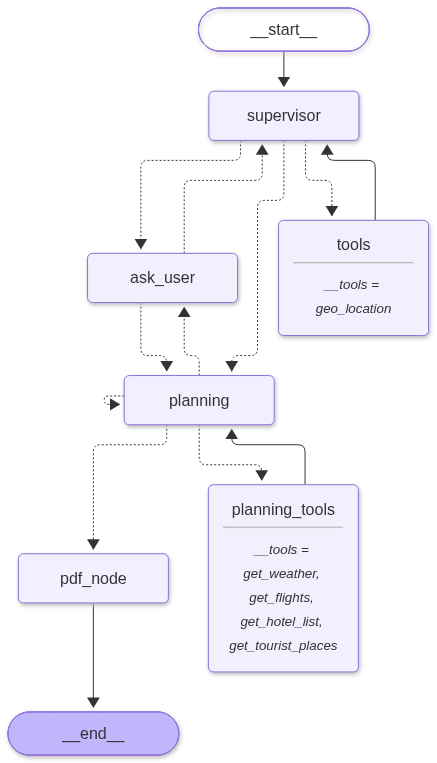 __start__
supervisor
tools
__tools =
geo_location
ask_user
planning
planning_tools
__tools =
get_weather,
get_flights,
get_hotel_list,
get_tourist_places
pdf_node
__end__